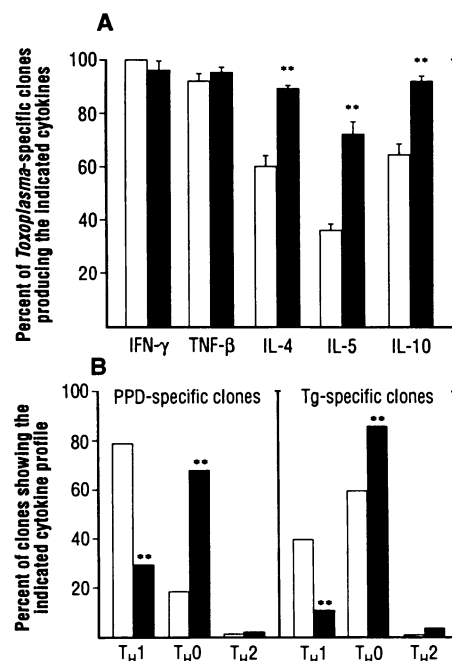 A
Percent of Toxoplasma-specific clones
producing the indicated cytokines
100
80
60
40
20
**
**
**
IFN-γ TNF-β IL-4 IL-5 IL-10
B
Percent of clones showing the
indicated cytokine profile
100
80
60
40
20
PPD-specific clones Tg-specific clones
**
**
**
**
TH1 TH0 TH2 TH1 TH0 TH2